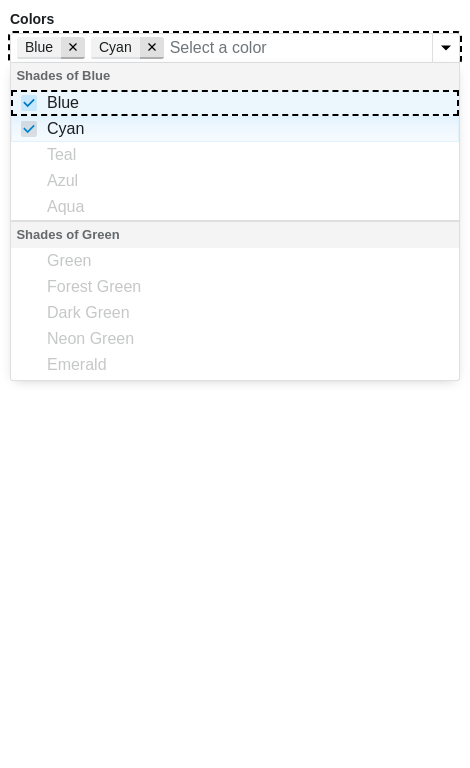 Colors
Blue ✕ Cyan ✕ Select a color
Shades of Blue
Blue
Cyan
Teal
Azul
Aqua
Shades of Green
Green
Forest Green
Dark Green
Neon Green
Emerald